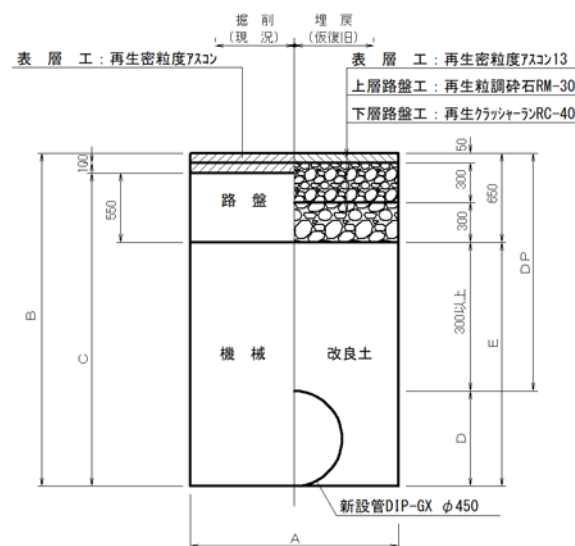 掘 削
(現 況)
埋 戻
(仮復旧)
表 層 工：再生密粒度アスコン
表 層 工：再生密粒度アスコン13
上層路盤工：再生粒調砕石RM-30
下層路盤工：再生クラッシャーランRC-40
100
550
B
C
路 盤
機 械
改良土
50
300
300
650
300以上
DP
E
D
新設管DIP-GX φ450
A